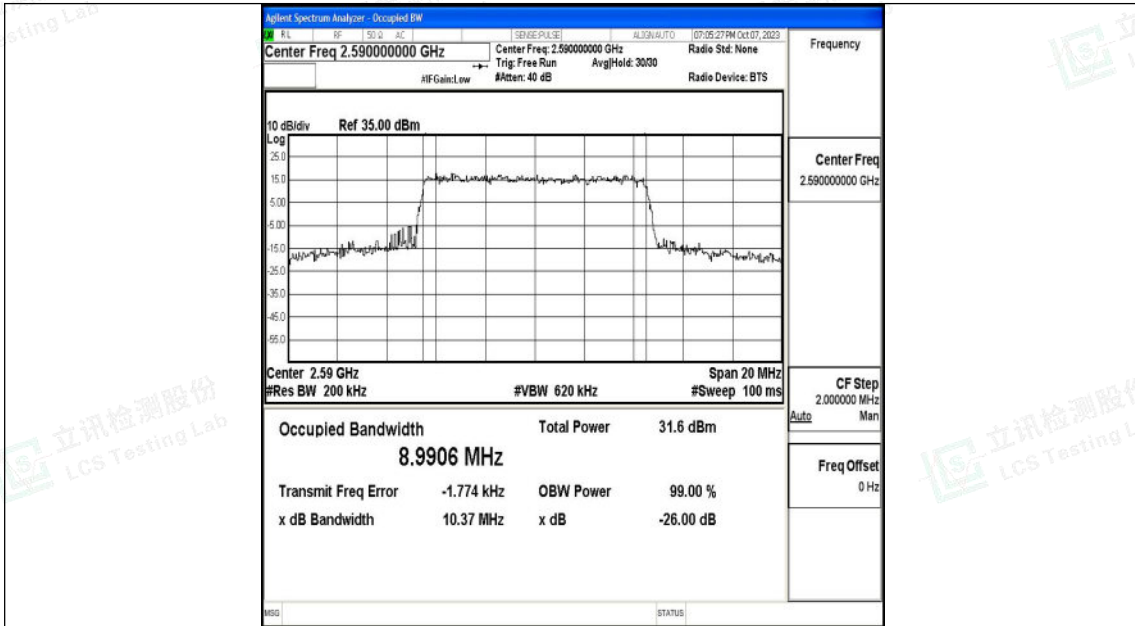 Agilent Spectrum Analyzer - Occupied BW
RL RF 50 Ω AC SENSE:PULSE ALIGNAUTO 07:05:27 PM Oct 07, 2023
Center Freq 2.590000000 GHz
Center Freq: 2.590000000 GHz
Radio Std: None
Trig: Free Run Avg|Hold: 30/30
#IFGain:Low #Atten: 40 dB
Radio Device: BTS
10 dB/div Ref 35.00 dBm
Log
25.0
15.0
5.00
-5.00
-15.0
-25.0
-35.0
-45.0
-55.0
Center 2.59 GHz Span 20 MHz
#Res BW 200 kHz #VBW 620 kHz #Sweep 100 ms
Occupied Bandwidth Total Power 31.6 dBm
8.9906 MHz
Transmit Freq Error -1.774 kHz OBW Power 99.00 %
x dB Bandwidth 10.37 MHz x dB -26.00 dB
MSG STATUS
Frequency
Center Freq
2.590000000 GHz
CF Step
2.000000 MHz
Auto Man
Freq Offset
0 Hz
立讯检测股份
LCS Testing Lab
立讯检测股份
LCS Testing L
sting Lab